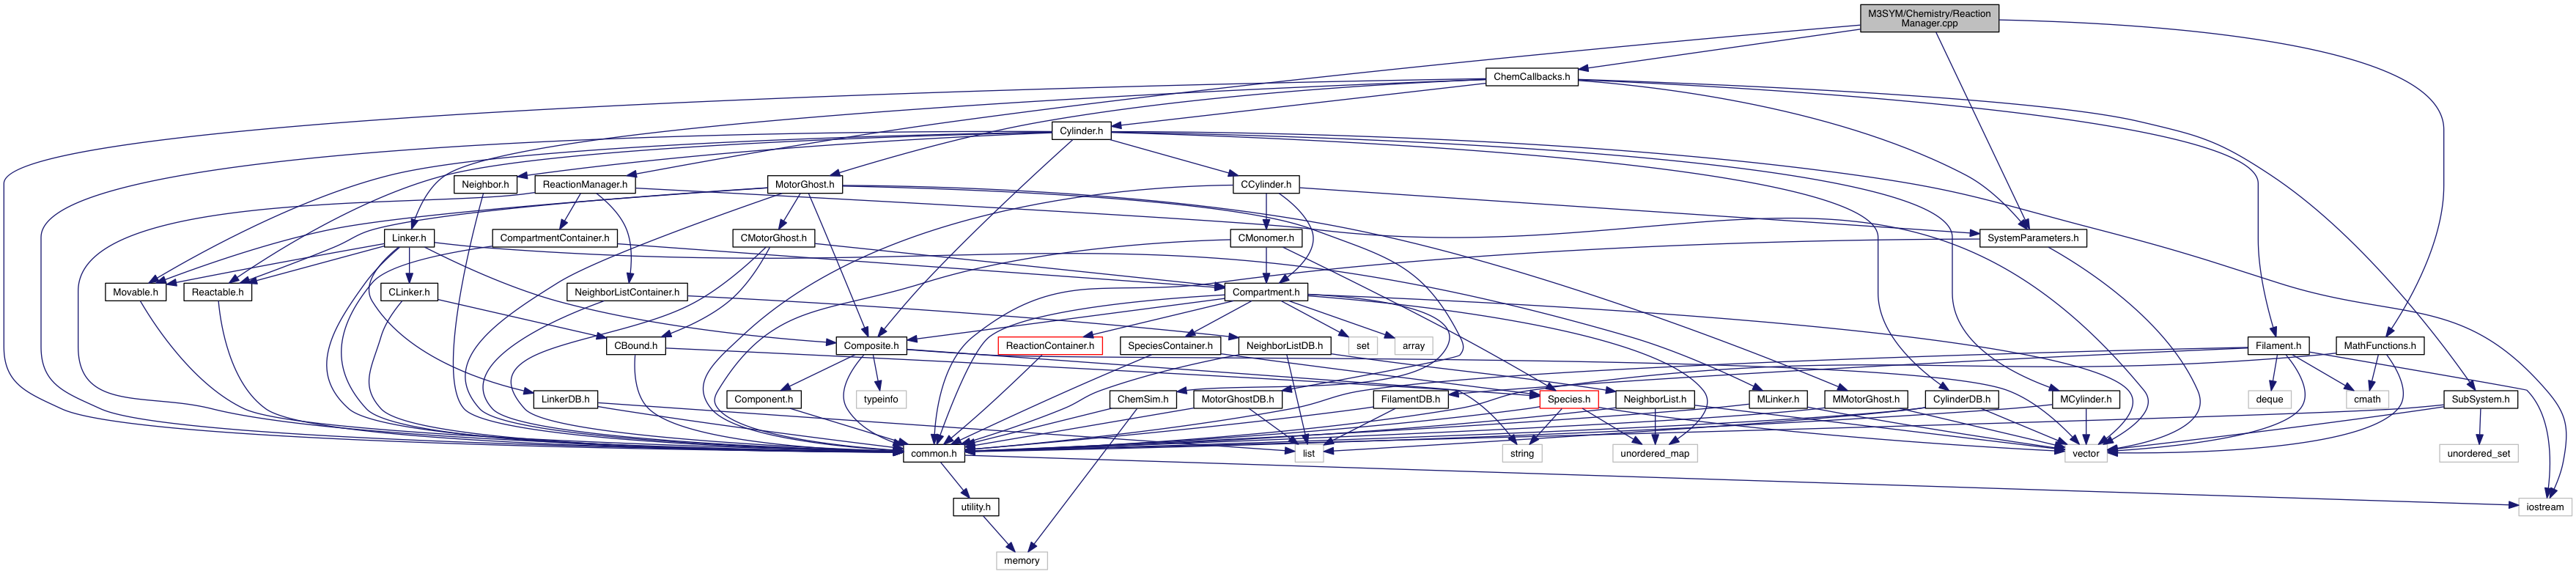 M3SYM/Chemistry/Reaction
Manager.cpp
ChemCallbacks.h
Cylinder.h
Neighbor.h
ReactionManager.h
MotorGhost.h
CCylinder.h
Linker.h
CompartmentContainer.h
CMotorGhost.h
CMonomer.h
SystemParameters.h
Movable.h
Reactable.h
CLinker.h
NeighborListContainer.h
Compartment.h
CBound.h
Composite.h
ReactionContainer.h
SpeciesContainer.h
NeighborListDB.h
set
array
Filament.h
MathFunctions.h
LinkerDB.h
Component.h
typeinfo
ChemSim.h
MotorGhostDB.h
FilamentDB.h
Species.h
NeighborList.h
MLinker.h
MMotorGhost.h
CylinderDB.h
MCylinder.h
deque
cmath
SubSystem.h
common.h
list
string
unordered_map
vector
unordered_set
utility.h
iostream
memory